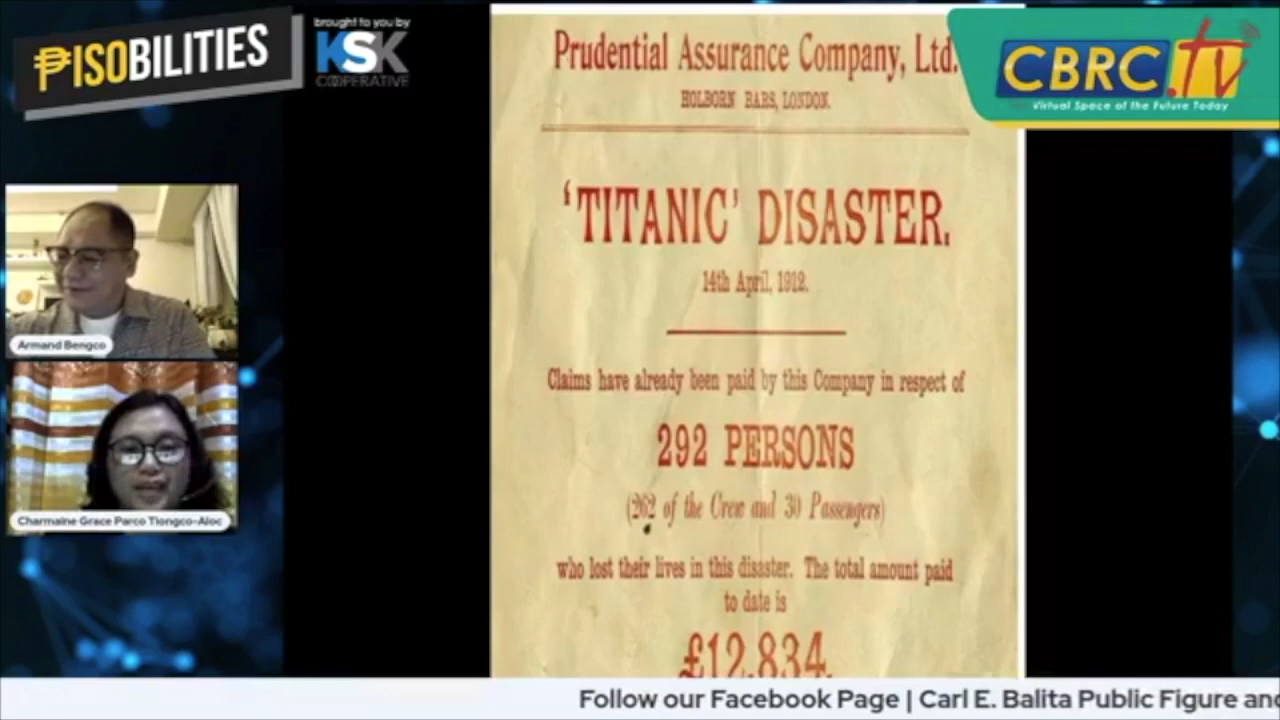 ₱ISOBILITIES
brought to you by
KSK
COOPERATIVE
CBRC.tv
Virtual Space of the Future Today
Prudential Assurance Company, Ltd.
HOLBORN BARS, LONDON.
'TITANIC' DISASTER.
14th April, 1912.
Claims have already been paid by this Company in respect of
292 PERSONS
(262 of the Crew and 30 Passengers)
who lost their lives in this disaster. The total amount paid
to date is
£12,834.
Armand Bengco
Charmaine Grace Parco Tiongco-Aloc
Follow our Facebook Page | Carl E. Balita Public Figure and